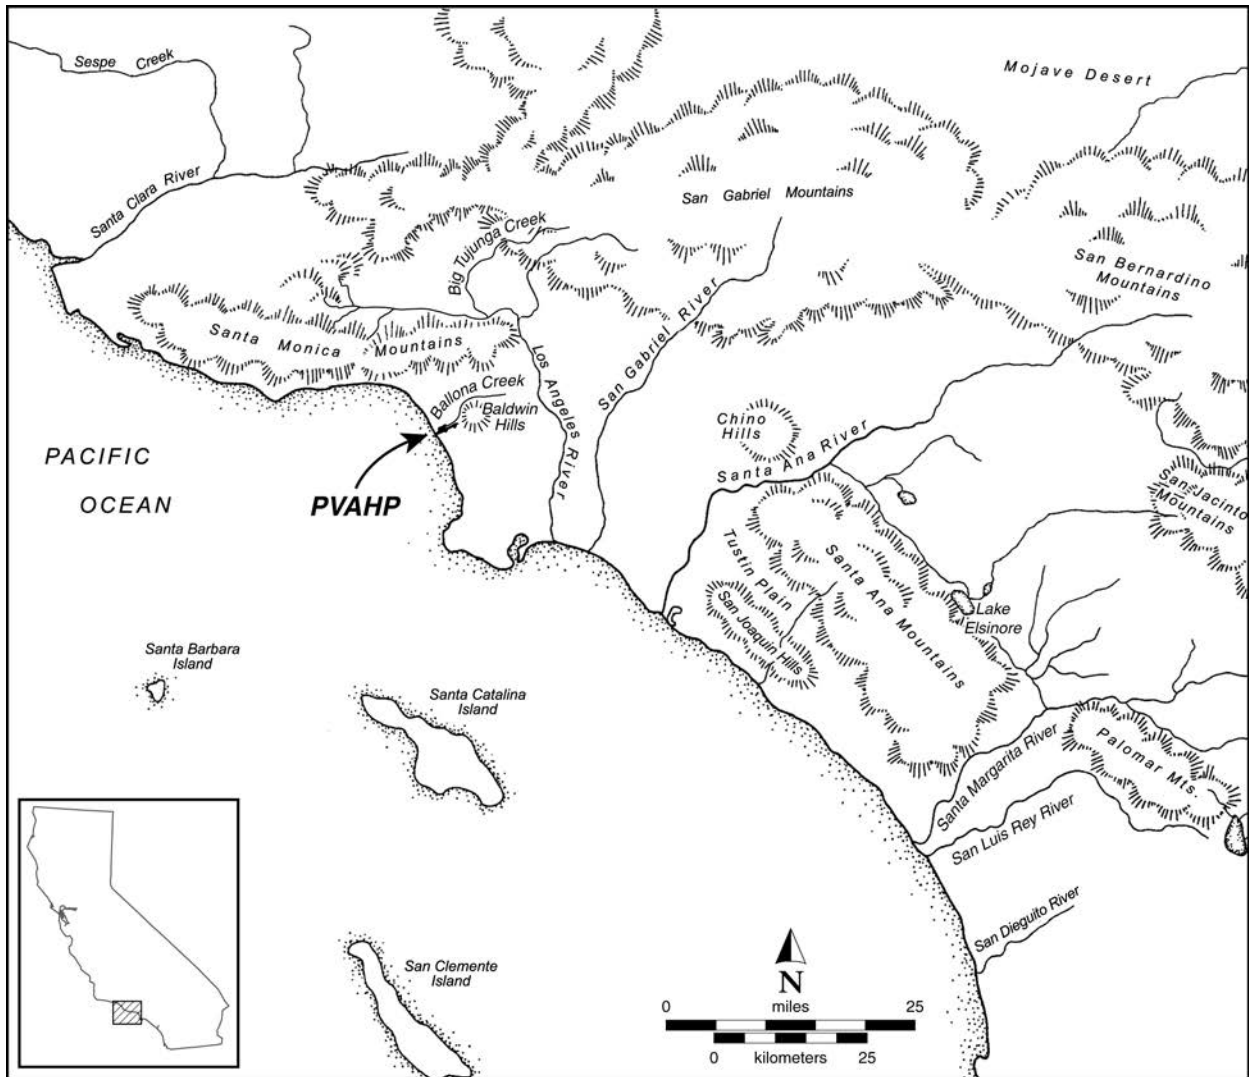 Sespe Creek
Mojave Desert
Santa Clara River
San Gabriel Mountains
Big Tujunga Creek
San Bernardino
Mountains
San Gabriel River
Santa Monica Mountains
Los Angeles River
Ballona Creek
Baldwin
Hills
Chino
Hills
Santa Ana River
PACIFIC
OCEAN
PVAHP
San Jacinto
Mountains
Tustin Plain
Santa Ana Mountains
San Joaquin Hills
Lake
Elsinore
Santa Barbara
Island
Santa Catalina
Island
Santa Margarita River
Palomar Mts.
San Luis Rey River
San Dieguito River
San Clemente
Island
N
0 miles 25
0 kilometers 25